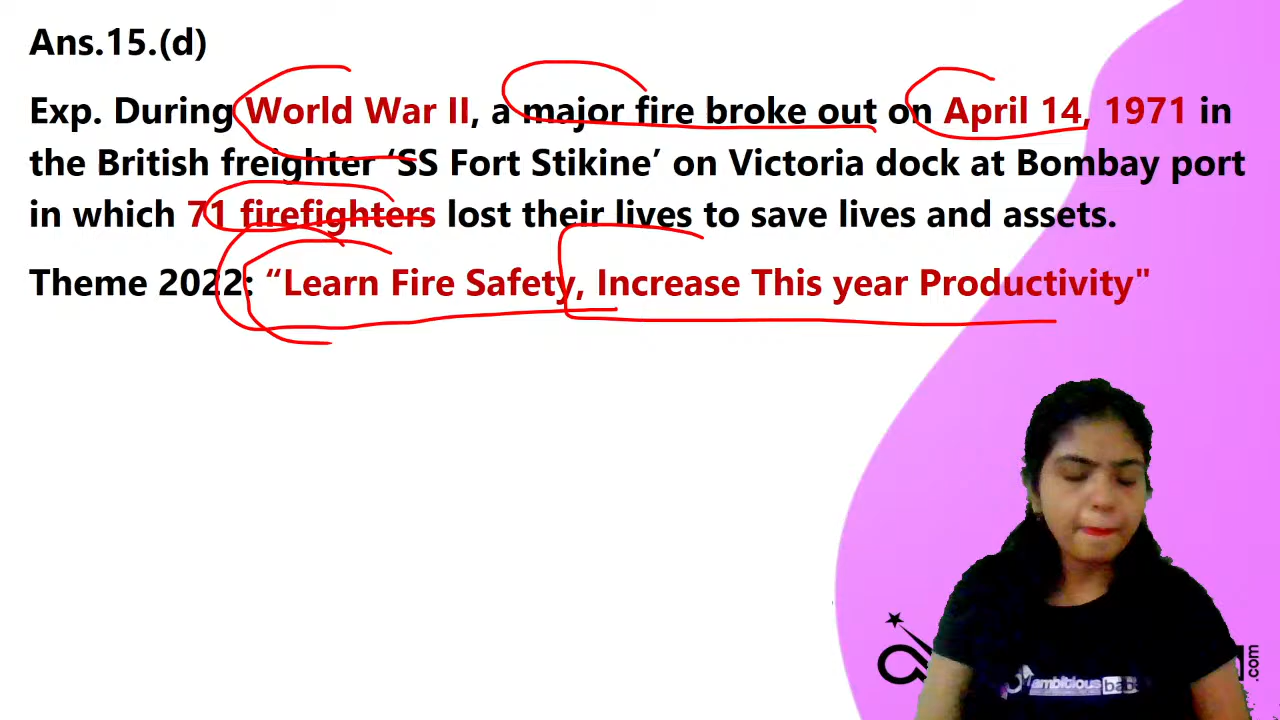 Ans.15.(d)
Exp. During World War II, a major fire broke out on April 14, 1971 in
the British freighter ‘SS Fort Stikine’ on Victoria dock at Bombay port
in which 71 firefighters lost their lives to save lives and assets.
Theme 2022: “Learn Fire Safety, Increase This year Productivity"
.com
ambitious